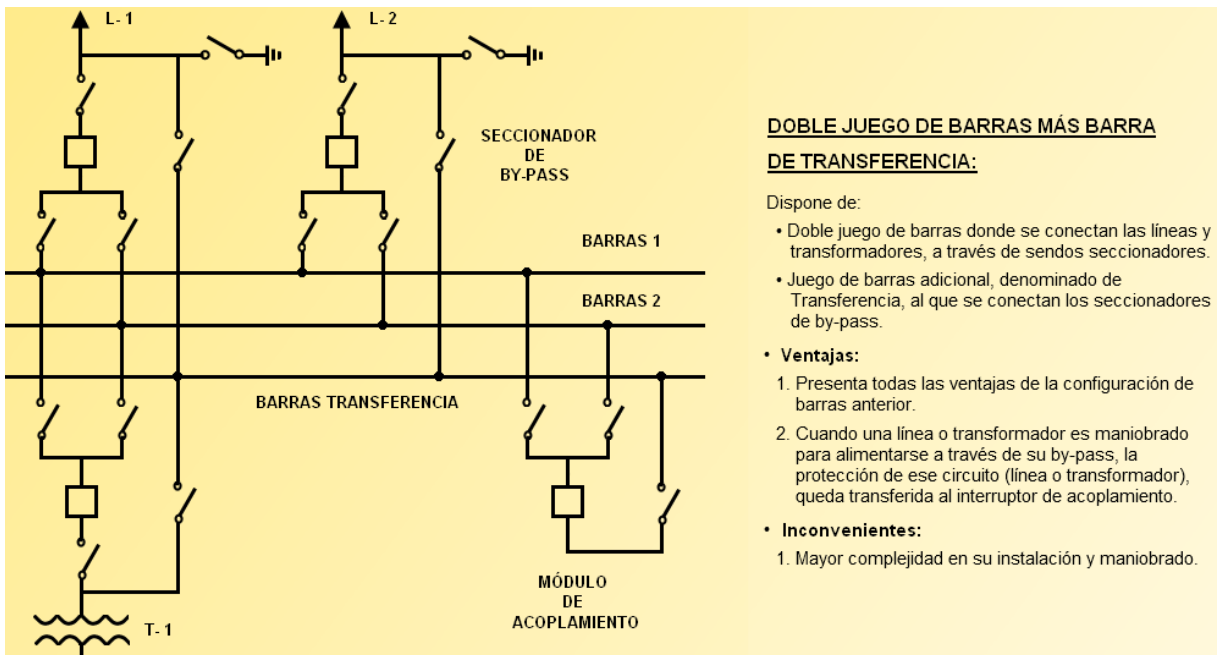 L- 1
L- 2
SECCIONADOR
DE
BY-PASS
BARRAS 1
BARRAS 2
BARRAS TRANSFERENCIA
MÓDULO
DE
ACOPLAMIENTO
T- 1
DOBLE JUEGO DE BARRAS MÁS BARRA
DE TRANSFERENCIA:
Dispone de:
• Doble juego de barras donde se conectan las líneas y
transformadores, a través de sendos seccionadores.
• Juego de barras adicional, denominado de
Transferencia, al que se conectan los seccionadores
de by-pass.
• Ventajas:
1. Presenta todas las ventajas de la configuración de
barras anterior.
2. Cuando una línea o transformador es maniobrado
para alimentarse a través de su by-pass, la
protección de ese circuito (línea o transformador),
queda transferida al interruptor de acoplamiento.
• Inconvenientes:
1. Mayor complejidad en su instalación y maniobrado.